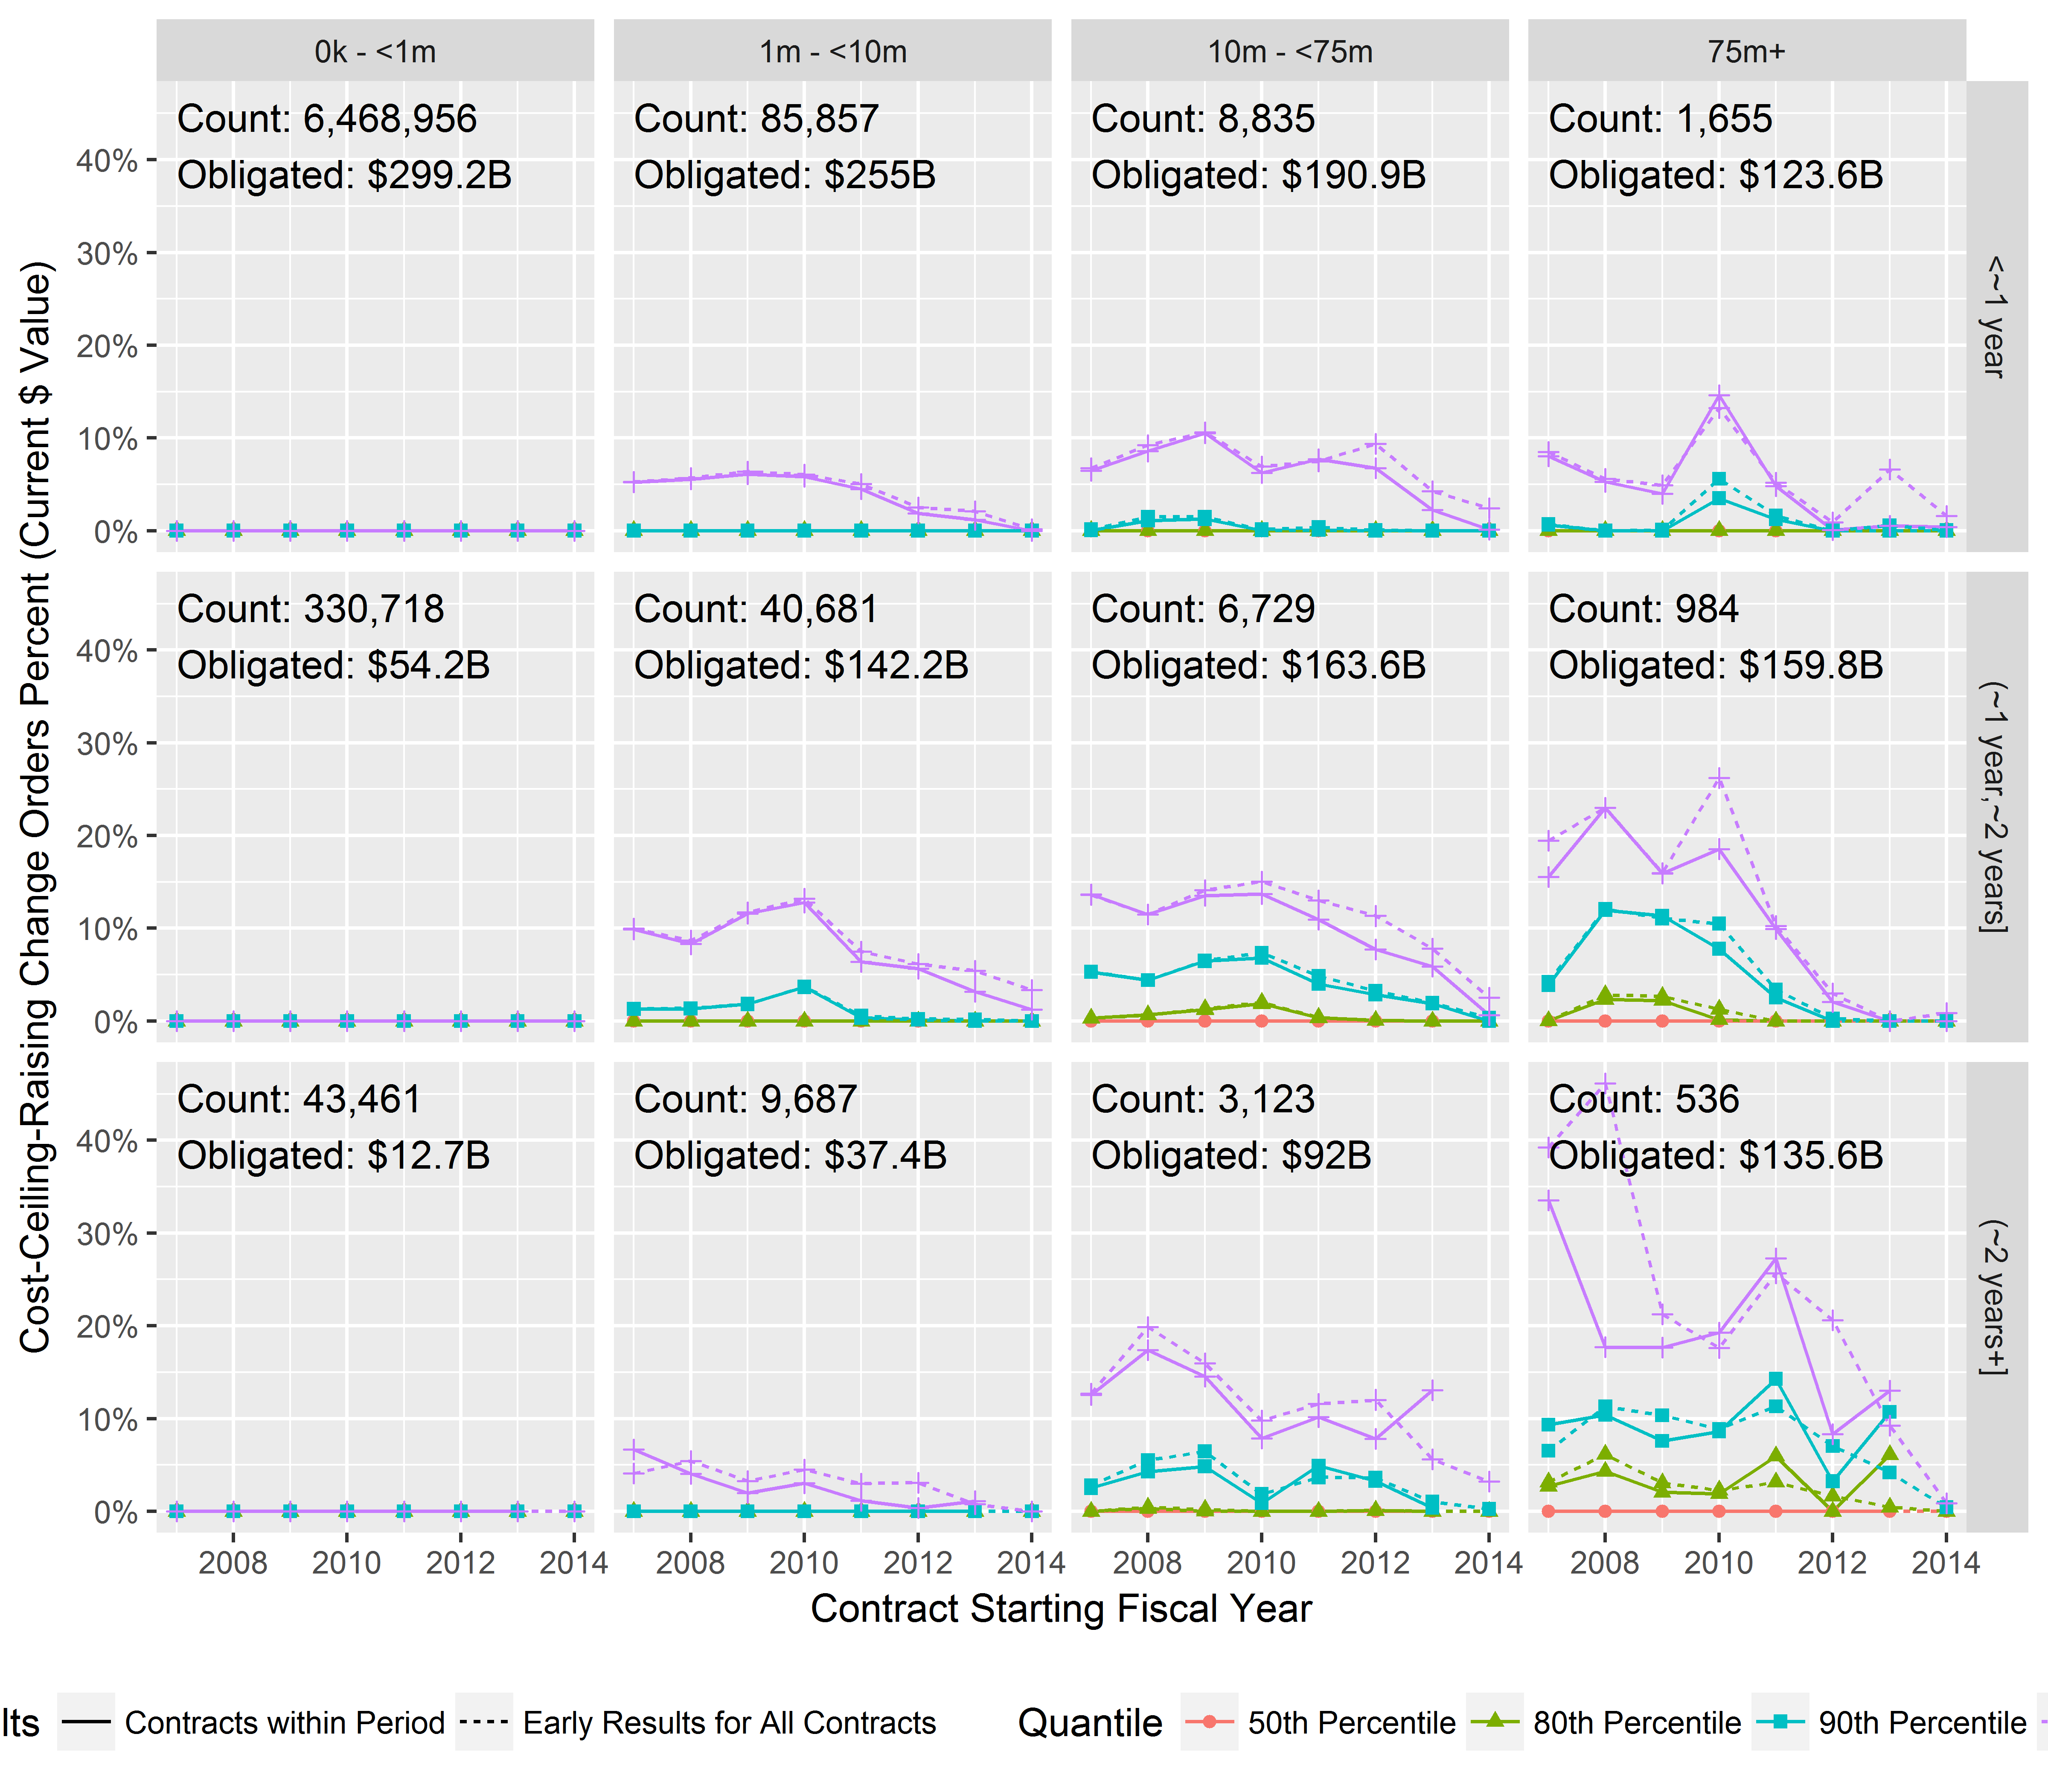 0k - <1m
1m - <10m
10m - <75m
75m+
Cost-Ceiling-Raising Change Orders Percent (Current $ Value)
40%
30%
20%
10%
0%
Count: 6,468,956
Obligated: $299.2B
Count: 85,857
Obligated: $255B
Count: 8,835
Obligated: $190.9B
Count: 1,655
Obligated: $123.6B
<~1 year
40%
30%
20%
10%
0%
Count: 330,718
Obligated: $54.2B
Count: 40,681
Obligated: $142.2B
Count: 6,729
Obligated: $163.6B
Count: 984
Obligated: $159.8B
(~1 year,~2 years]
40%
30%
20%
10%
0%
Count: 43,461
Obligated: $12.7B
Count: 9,687
Obligated: $37.4B
Count: 3,123
Obligated: $92B
Count: 536
Obligated: $135.6B
(~2 years+]
2008 2010 2012 2014
2008 2010 2012 2014
2008 2010 2012 2014
2008 2010 2012 2014
Contract Starting Fiscal Year
lts Contracts within Period Early Results for All Contracts Quantile 50th Percentile 80th Percentile 90th Percentile